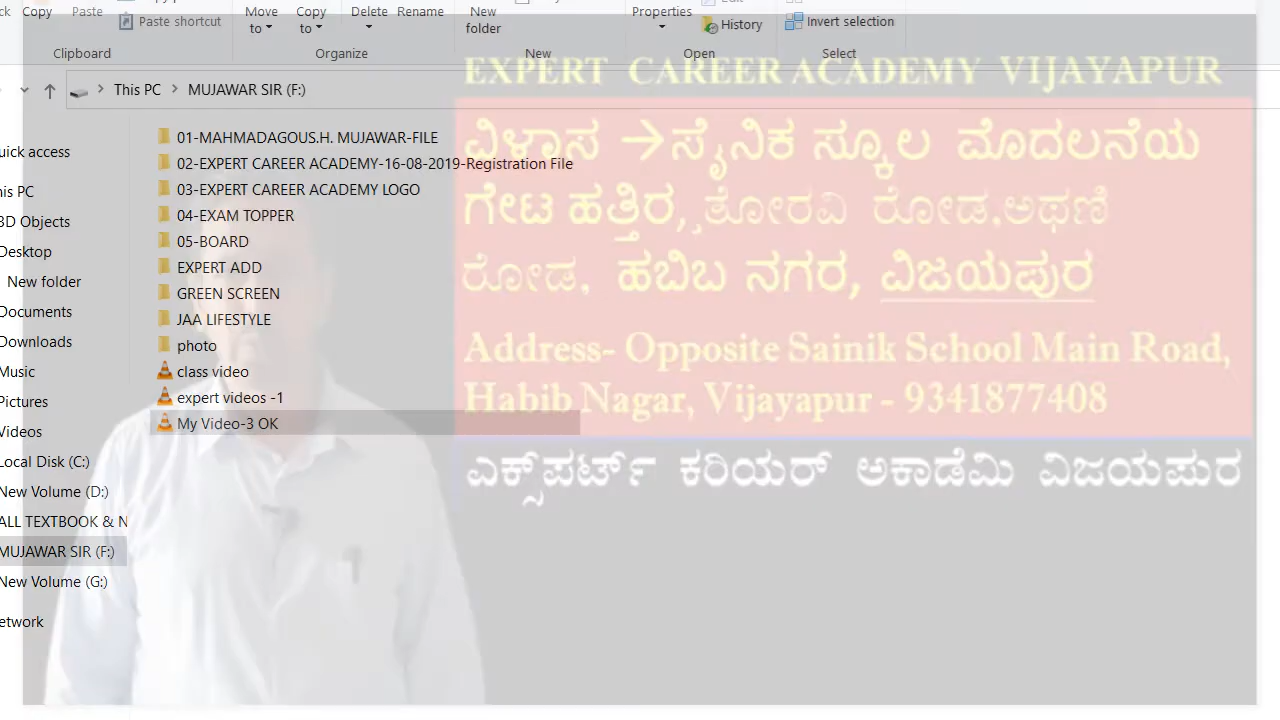 Copy
Paste
Paste shortcut
Move
to
Copy
to
Delete
Rename
New
folder
Properties
Edit
History
Invert selection
Clipboard
Organize
New
Open
Select
This PC > MUJAWAR SIR (F:)
01-MAHMADAGOUS.H. MUJAWAR-FILE
02-EXPERT CAREER ACADEMY-16-08-2019-Registration File
03-EXPERT CAREER ACADEMY LOGO
04-EXAM TOPPER
05-BOARD
EXPERT ADD
GREEN SCREEN
JAA LIFESTYLE
photo
class video
expert videos -1
My Video-3 OK
uick access
his PC
3D Objects
Desktop
New folder
Documents
Downloads
Music
Pictures
Videos
Local Disk (C:)
New Volume (D:)
ALL TEXTBOOK & N
MUJAWAR SIR (F:)
New Volume (G:)
etwork
EXPERT CAREER ACADEMY VIJAYAPUR
ವಿಳಾಸ →ಸೈನಿಕ ಸ್ಕೂಲ ಮೊದಲನೆಯ
ಗೇಟ ಹತ್ತಿರ, ,ತೋರವಿ ರೋಡ.ಅಥಣಿ
ರೋಡ. ಹಬಿಬ ನಗರ, ವಿಜಯಪುರ
Address- Opposite Sainik School Main Road,
Habib Nagar, Vijayapur - 9341877408
ಎಕ್ಸ್‌ಪರ್ಟ್ ಕರಿಯರ್ ಅಕಾಡೆಮಿ ವಿಜಯಪುರ